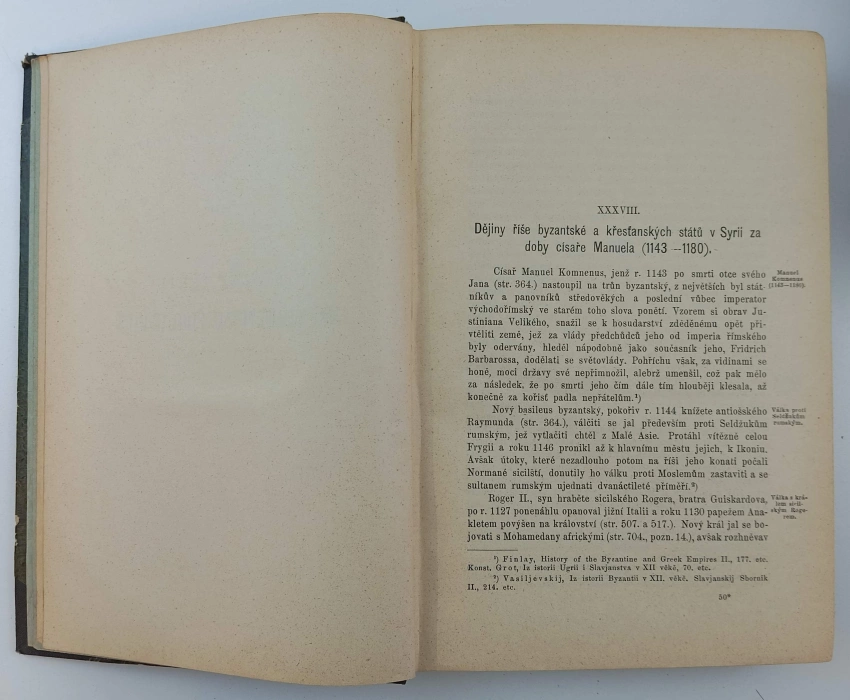 XXXVIII.
Dějiny říše byzantské a křesťanských států v Syrii za
doby císaře Manuela (1143 —1180).
Císař Manuel Komnenus, jenž r. 1143 po smrti otce svého
Jana (str. 364.) nastoupil na trůn byzantský, z největších byl stát-
níkův a panovníků středověkých a poslední vůbec imperator
východořímský ve starém toho slova ponětí. Vzorem si obrav Ju-
stiniana Velikého, snažil se k hosudarství zděděnému opět při-
vtěliti země, jež za vlády předchůdců jeho od imperia římského
byly odervány, hleděl nápodobně jako současník jeho, Fridrich
Barbarossa, dodělati se světovlády. Pohříchu však, za vidinami se
honě, moci državy své nepřimnožil, alebrž umenšil, což pak mělo
za následek, že po smrti jeho čím dále tím hlouběji klesala, až
konečně za kořisť padla nepřátelům.¹)
Manuel
Komnenus
(1143—1180).
Nový basileus byzantský, pokořiv r. 1144 knížete antiošského
Raymunda (str. 364.), válčiti se jal především proti Seldžukům
rumským, jež vytlačiti chtěl z Malé Asie. Protáhl vítězně celou
Frygii a roku 1146 pronikl až k hlavnímu městu jejich, k Ikoniu.
Avšak útoky, které nezadlouho potom na říši jeho konati počali
Normané sicilští, donutily ho válku proti Moslemům zastaviti a se
sultanem rumským ujednati dvanáctileté příměří.²)
Válka proti
Seldžukům
rumským.
Roger II., syn hraběte sicilského Rogera, bratra Guiskardova,
po r. 1127 ponenáhlu opanoval jižní Italii a roku 1130 papežem Ana-
kletem povýšen na království (str. 507. a 517.). Nový král jal se bo-
jovati s Mohamedany africkými (str. 704., pozn. 14.), avšak rozhněvav
Válka s krá-
lem sicil-
ským Roge-
rem.
¹) Finlay, History of the Byzantine and Greek Empires II., 177. etc.
Konst. Grot, Iz istorii Ugrii i Slavjanstva v XII věkě, 70. etc.
²) Vasiljevskij, Iz istorii Byzantii v XII. věkě. Slavjanskij Sbornik
II., 214. etc.
50*